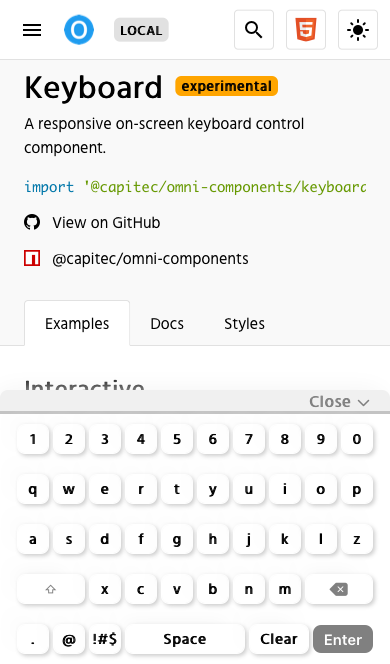 LOCAL
Keyboard experimental
A responsive on-screen keyboard control
component.
import '@capitec/omni-components/keyboard
View on GitHub
@capitec/omni-components
Examples Docs Styles
Interactive
Close
1 2 3 4 5 6 7 8 9 0
q w e r t y u i o p
a s d f g h j k l z
x c v b n m
. @ !#$ Space Clear Enter